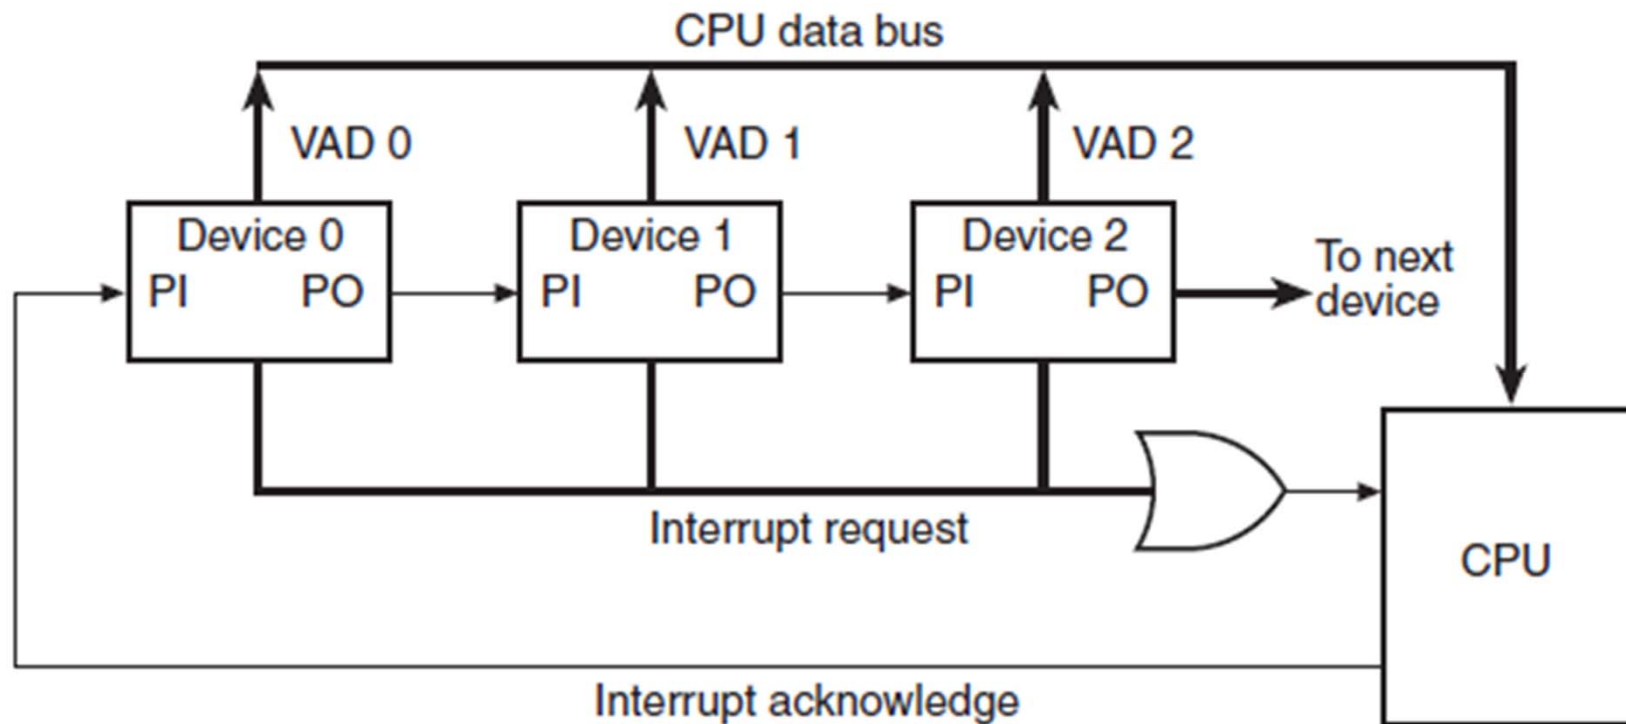 CPU data bus
VAD 0
VAD 1
VAD 2
Device 0
PI
PO
Device 1
PI
PO
Device 2
PI
PO
To next
device
Interrupt request
CPU
Interrupt acknowledge